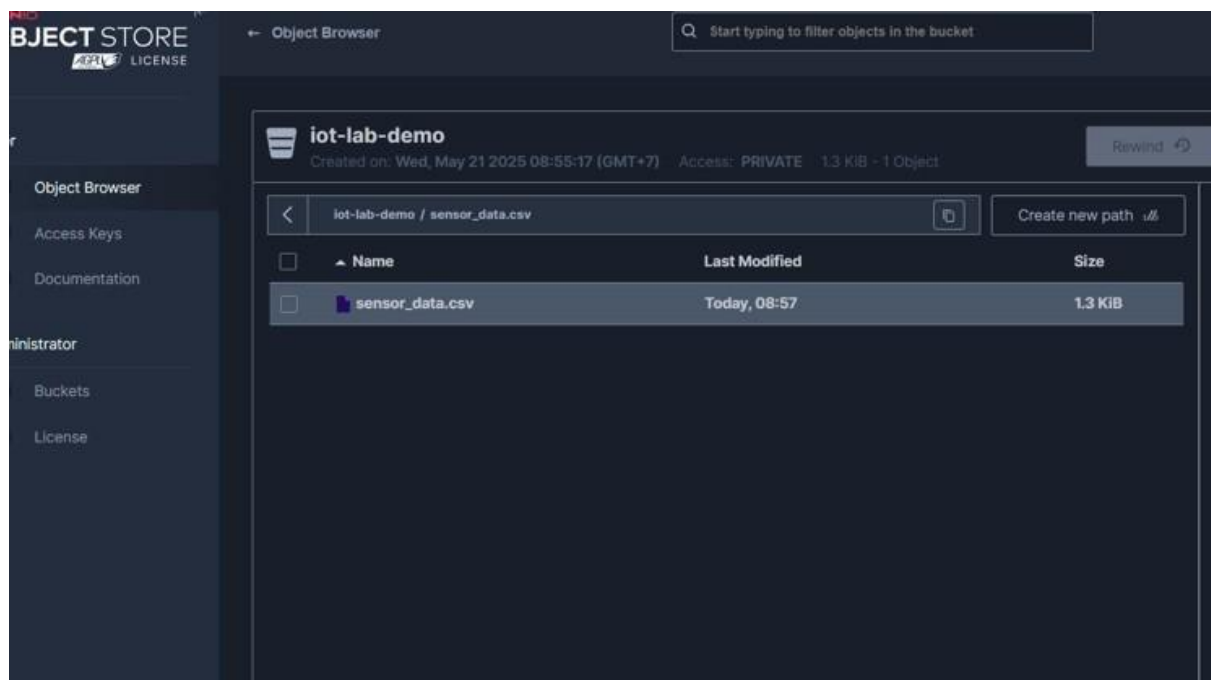 NIO
BJECT STORE
AGPLv3 LICENSE
r
Object Browser
Access Keys
Documentation
ninistrator
Buckets
License
← Object Browser
Start typing to filter objects in the bucket
iot-lab-demo
Created on: Wed, May 21 2025 08:55:17 (GMT+7) Access: PRIVATE 1.3 KiB - 1 Object
Rewind
iot-lab-demo / sensor_data.csv
Create new path
Name Last Modified Size
sensor_data.csv Today, 08:57 1.3 KiB